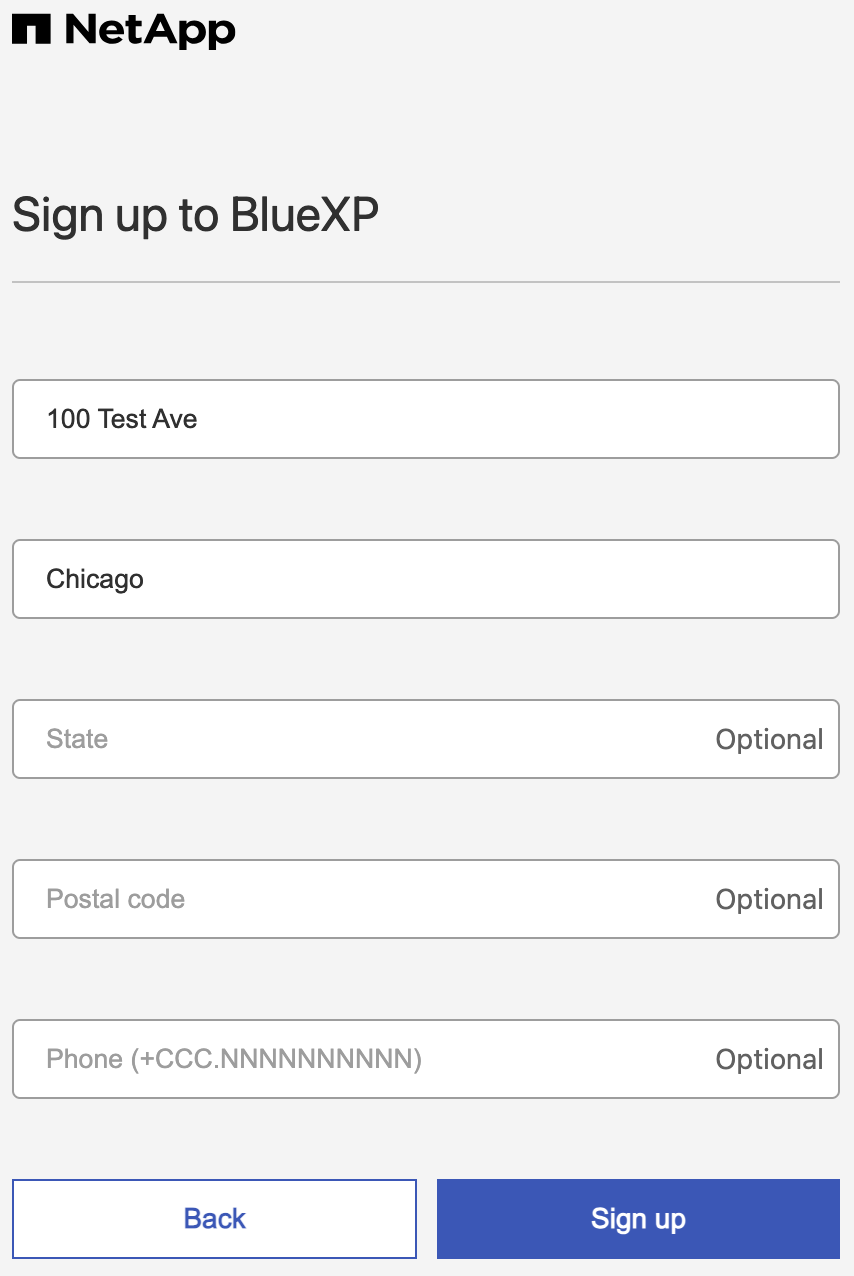 NetApp
Sign up to BlueXP
100 Test Ave
Chicago
State Optional
Postal code Optional
Phone (+CCC.NNNNNNNNNN) Optional
Back Sign up